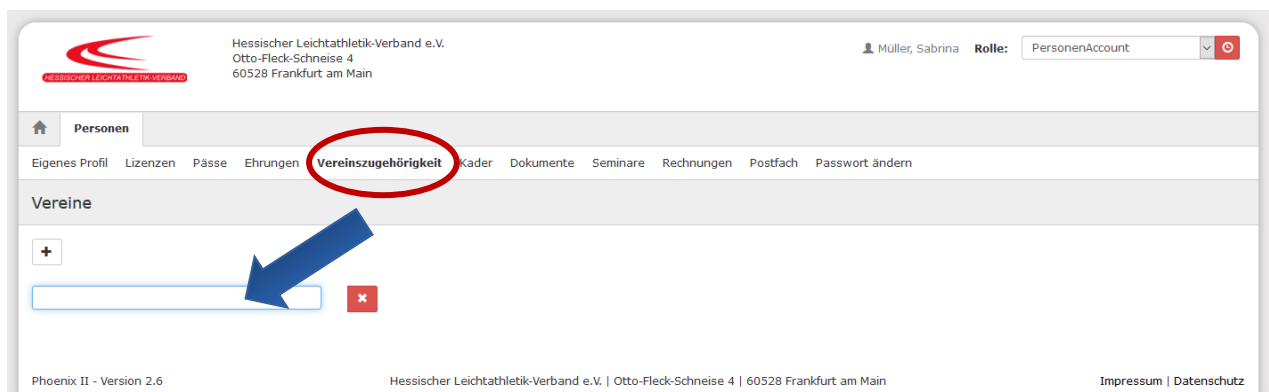 Hessischer Leichtathletik-Verband e.V.
Otto-Fleck-Schneise 4
60528 Frankfurt am Main
HESSISCHER LEICHTATHLETIK-VERBAND
Müller, Sabrina Rolle: PersonenAccount
Personen
Eigenes Profil Lizenzen Pässe Ehrungen Vereinszugehörigkeit Kader Dokumente Seminare Rechnungen Postfach Passwort ändern
Vereine
Phoenix II - Version 2.6 Hessischer Leichtathletik-Verband e.V. | Otto-Fleck-Schneise 4 | 60528 Frankfurt am Main Impressum | Datenschutz